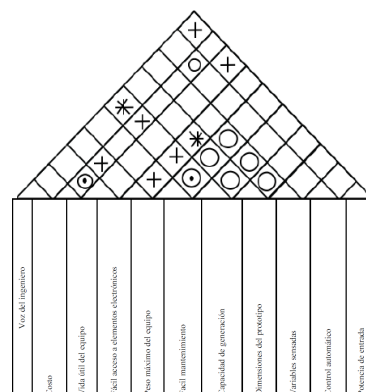 Voz del ingeniero
Costo
Vida útil del equipo
Fácil acceso a elementos electrónicos
Peso máximo del equipo
Facil mantenimiento
Capacidad de generación
Dimensiones del prototipo
Variables sensadas
Control automático
Potencia de entrada